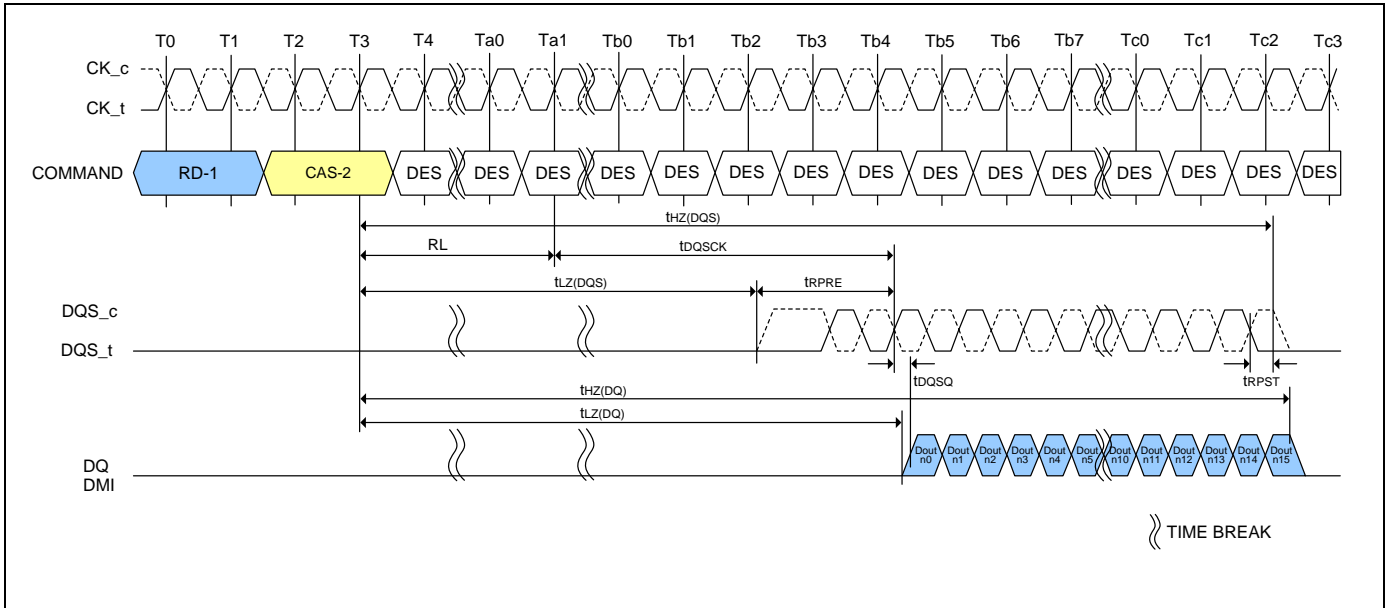 T0 T1 T2 T3 T4 Ta0 Ta1 Tb0 Tb1 Tb2 Tb3 Tb4 Tb5 Tb6 Tb7 Tc0 Tc1 Tc2 Tc3
CK_c
CK_t
COMMAND RD-1 CAS-2 DES DES DES DES DES DES DES DES DES DES DES DES DES DES DES
tHZ(DQS)
RL tDQSCK
tLZ(DQS) tRPRE
DQS_c
DQS_t
tDQSQ tRPST
tHZ(DQ)
tLZ(DQ)
DQ
DMI
Dout n0 Dout n1 Dout n2 Dout n3 Dout n4 Dout n5 Dout n10 Dout n11 Dout n12 Dout n13 Dout n14 Dout n15
TIME BREAK